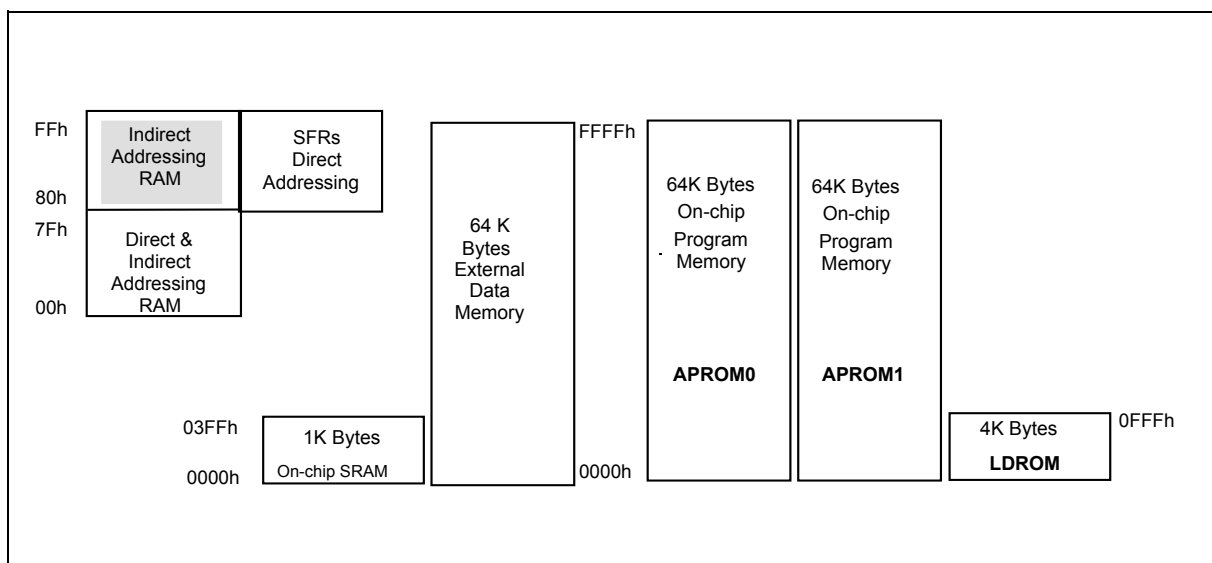 FFh
Indirect
Addressing
RAM
80h
SFRs
Direct
Addressing
7Fh
Direct &
Indirect
Addressing
RAM
00h
03FFh
1K Bytes
0000h
On-chip SRAM
64 K
Bytes
External
Data
Memory
FFFFh
0000h
64K Bytes
On-chip
Program
Memory
APROM0
64K Bytes
On-chip
Program
Memory
APROM1
4K Bytes
LDROM
0FFFh